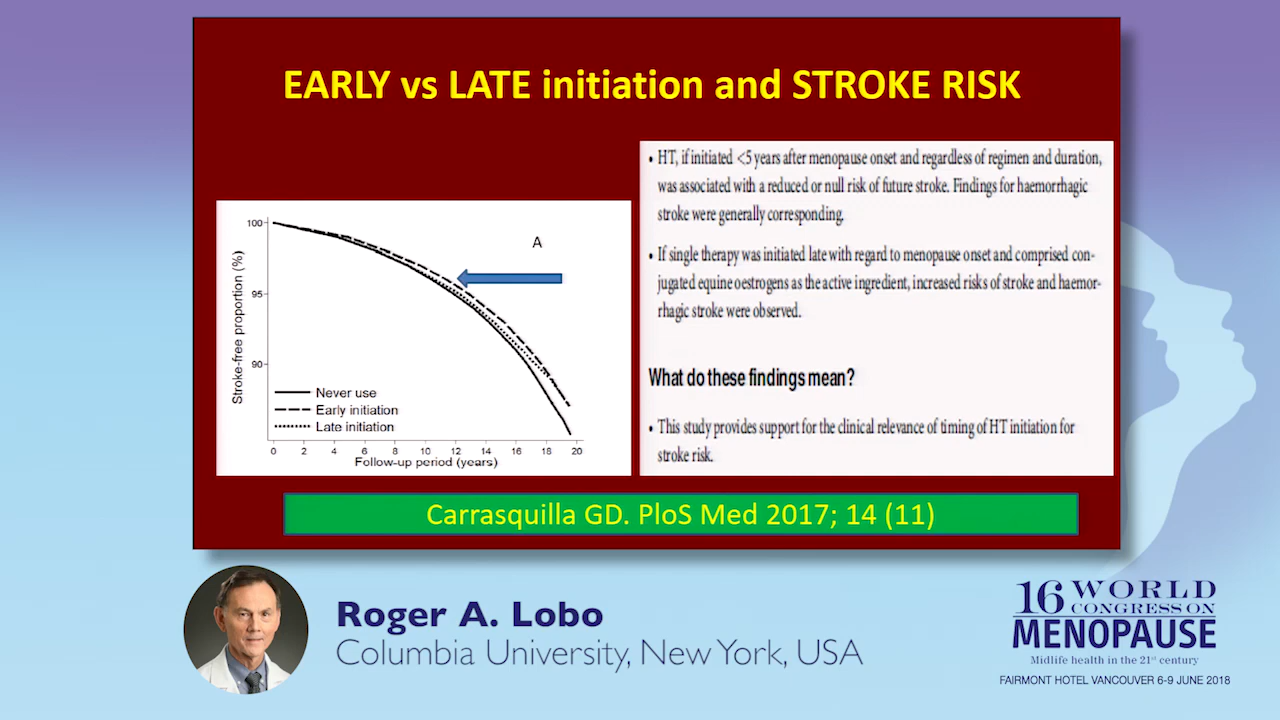 EARLY vs LATE initiation and STROKE RISK
A
100
95
90
Stroke-free proportion (%)
Never use
Early initiation
Late initiation
0 2 4 6 8 10 12 14 16 18 20
Follow-up period (years)
• HT, if initiated <5 years after menopause onset and regardless of regimen and duration,
was associated with a reduced or null risk of future stroke. Findings for haemorrhagic
stroke were generally corresponding.
• If single therapy was initiated late with regard to menopause onset and comprised con-
jugated equine oestrogens as the active ingredient, increased risks of stroke and haemor-
rhagic stroke were observed.
What do these findings mean?
• This study provides support for the clinical relevance of timing of HT initiation for
stroke risk.
Carrasquilla GD. PloS Med 2017; 14 (11)
Roger A. Lobo
Columbia University, New York, USA
16 WORLD
CONGRESS ON
MENOPAUSE
Midlife health in the 21st century
FAIRMONT HOTEL VANCOUVER 6-9 JUNE 2018